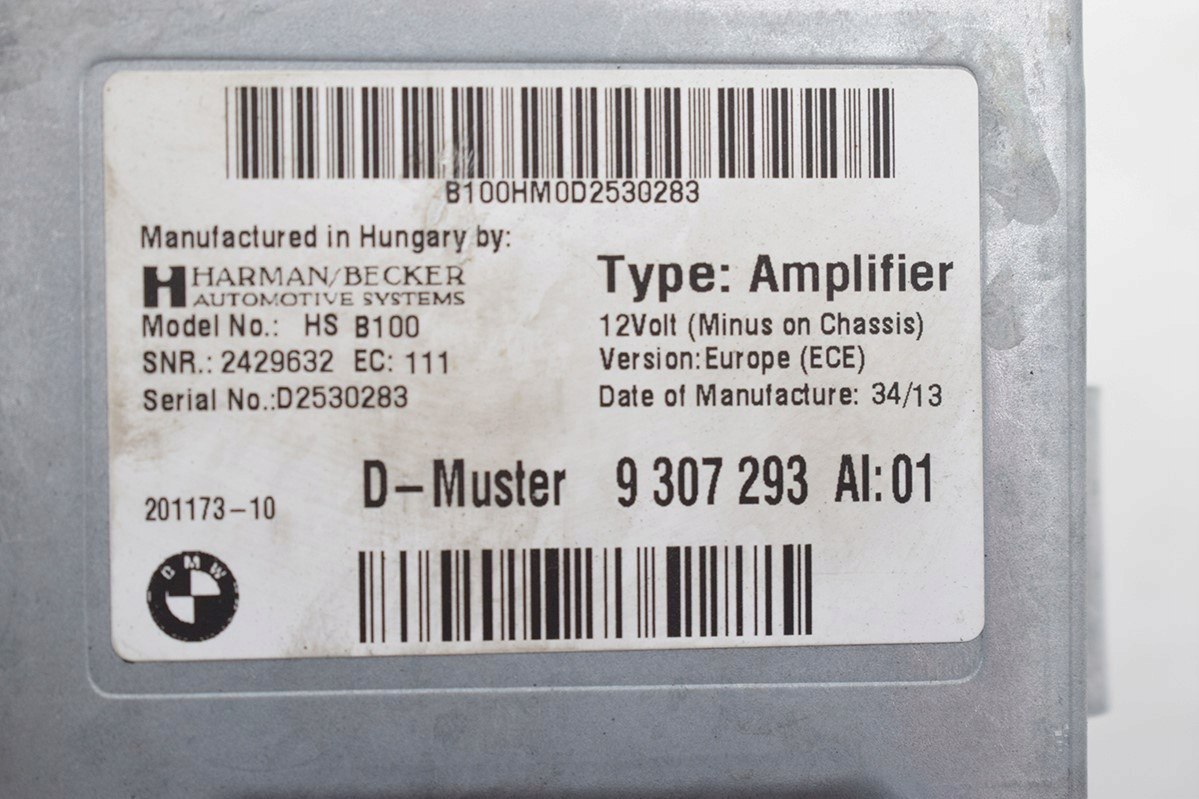 B100HM0D2530283
Manufactured in Hungary by:
H HARMAN/BECKER
AUTOMOTIVE SYSTEMS
Model No.: HS B100
SNR.: 2429632 EC: 111
Serial No.:D2530283
Type: Amplifier
12Volt (Minus on Chassis)
Version:Europe (ECE)
Date of Manufacture: 34/13
D-Muster 9 307 293 AI:01
201173-10
BMW